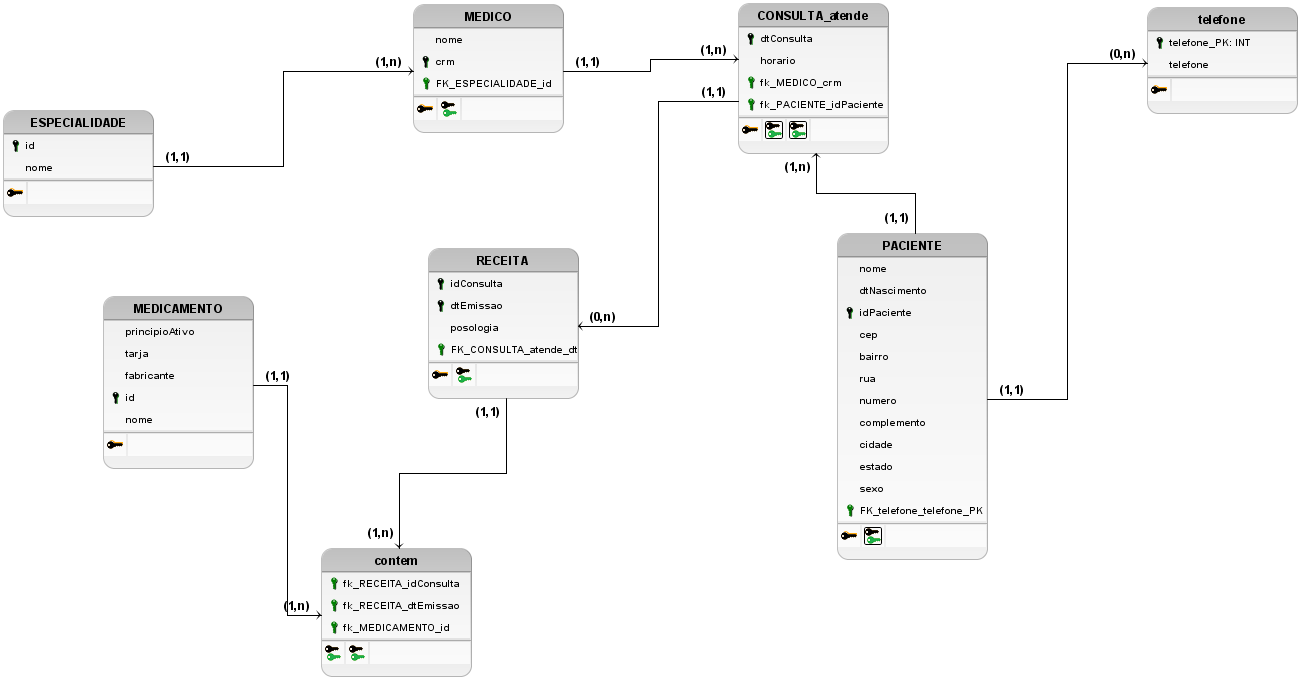 MEDICO
nome
crm
FK_ESPECIALIDADE_id
(1,n)
(1,1)
CONSULTA_atende
dtConsulta
horario
fk_MEDICO_crm
fk_PACIENTE_idPaciente
(1,n)
(1,1)
(1,n)
telefone
telefone_PK: INT
telefone
(0,n)
ESPECIALIDADE
id
nome
(1,1)
RECEITA
idConsulta
dtEmissao
posologia
FK_CONSULTA_atende_dt
(0,n)
(1,1)
PACIENTE
nome
dtNascimento
idPaciente
cep
bairro
rua
numero
complemento
cidade
estado
sexo
FK_telefone_telefone_PK
(1,1)
(1,1)
MEDICAMENTO
principioAtivo
tarja
fabricante
id
nome
(1,1)
contem
fk_RECEITA_idConsulta
fk_RECEITA_dtEmissao
fk_MEDICAMENTO_id
(1,n)
(1,n)